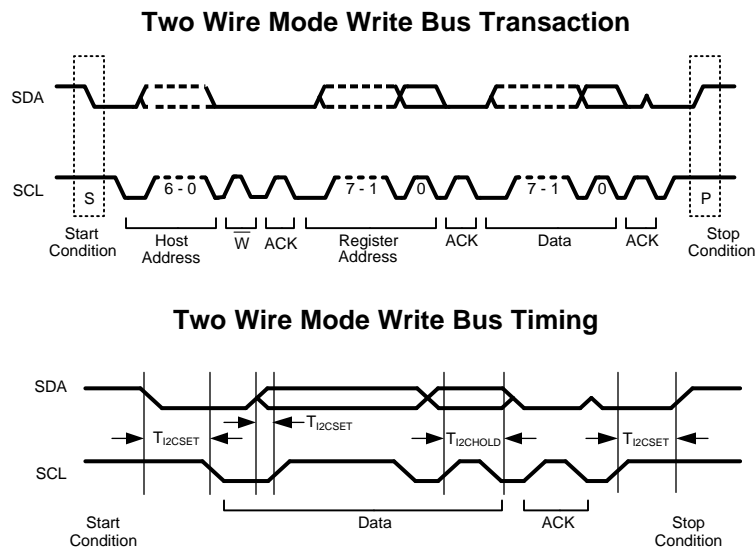 Two Wire Mode Write Bus Transaction
SDA
SCL
S
6 - 0
7 - 1
0
7 - 1
0
P
Start
Condition
Host
Address
W
ACK
Register
Address
ACK
Data
ACK
Stop
Condition
Two Wire Mode Write Bus Timing
SDA
TI2CSET
TI2CSET
TI2CHOLD
TI2CSET
SCL
Start
Condition
Data
ACK
Stop
Condition